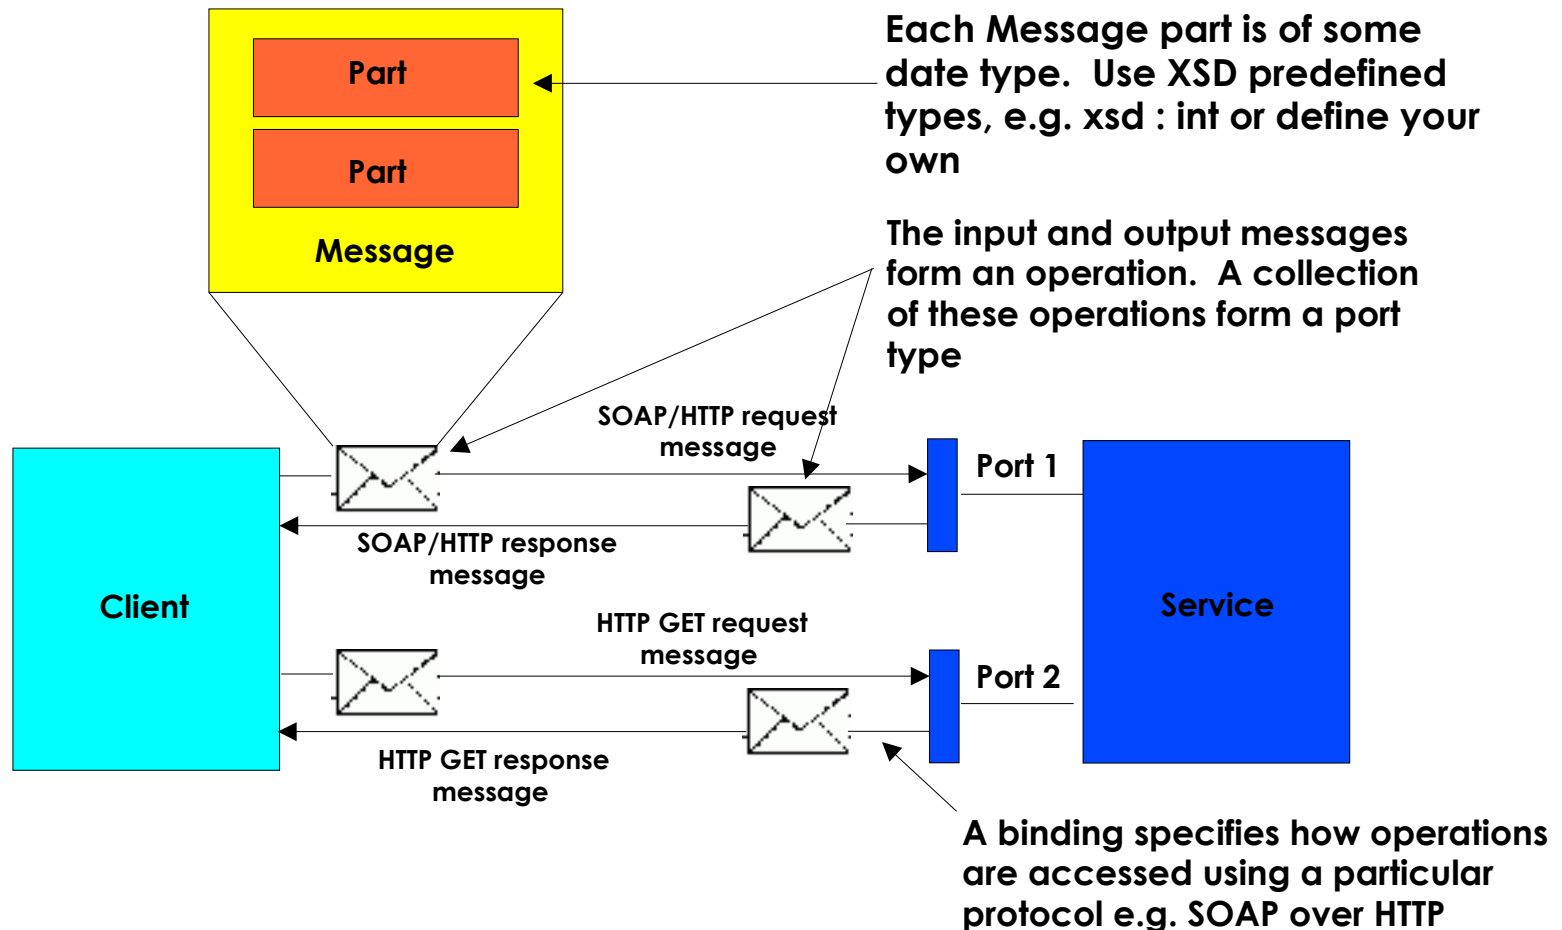 Part
Part
Message
Each Message part is of some
date type.  Use XSD predefined
types, e.g. xsd : int or define your
own
The input and output messages
form an operation.  A collection
of these operations form a port
type
SOAP/HTTP request
message
Port 1
SOAP/HTTP response
message
Client
Service
HTTP GET request
message
Port 2
HTTP GET response
message
A binding specifies how operations
are accessed using a particular
protocol e.g. SOAP over HTTP